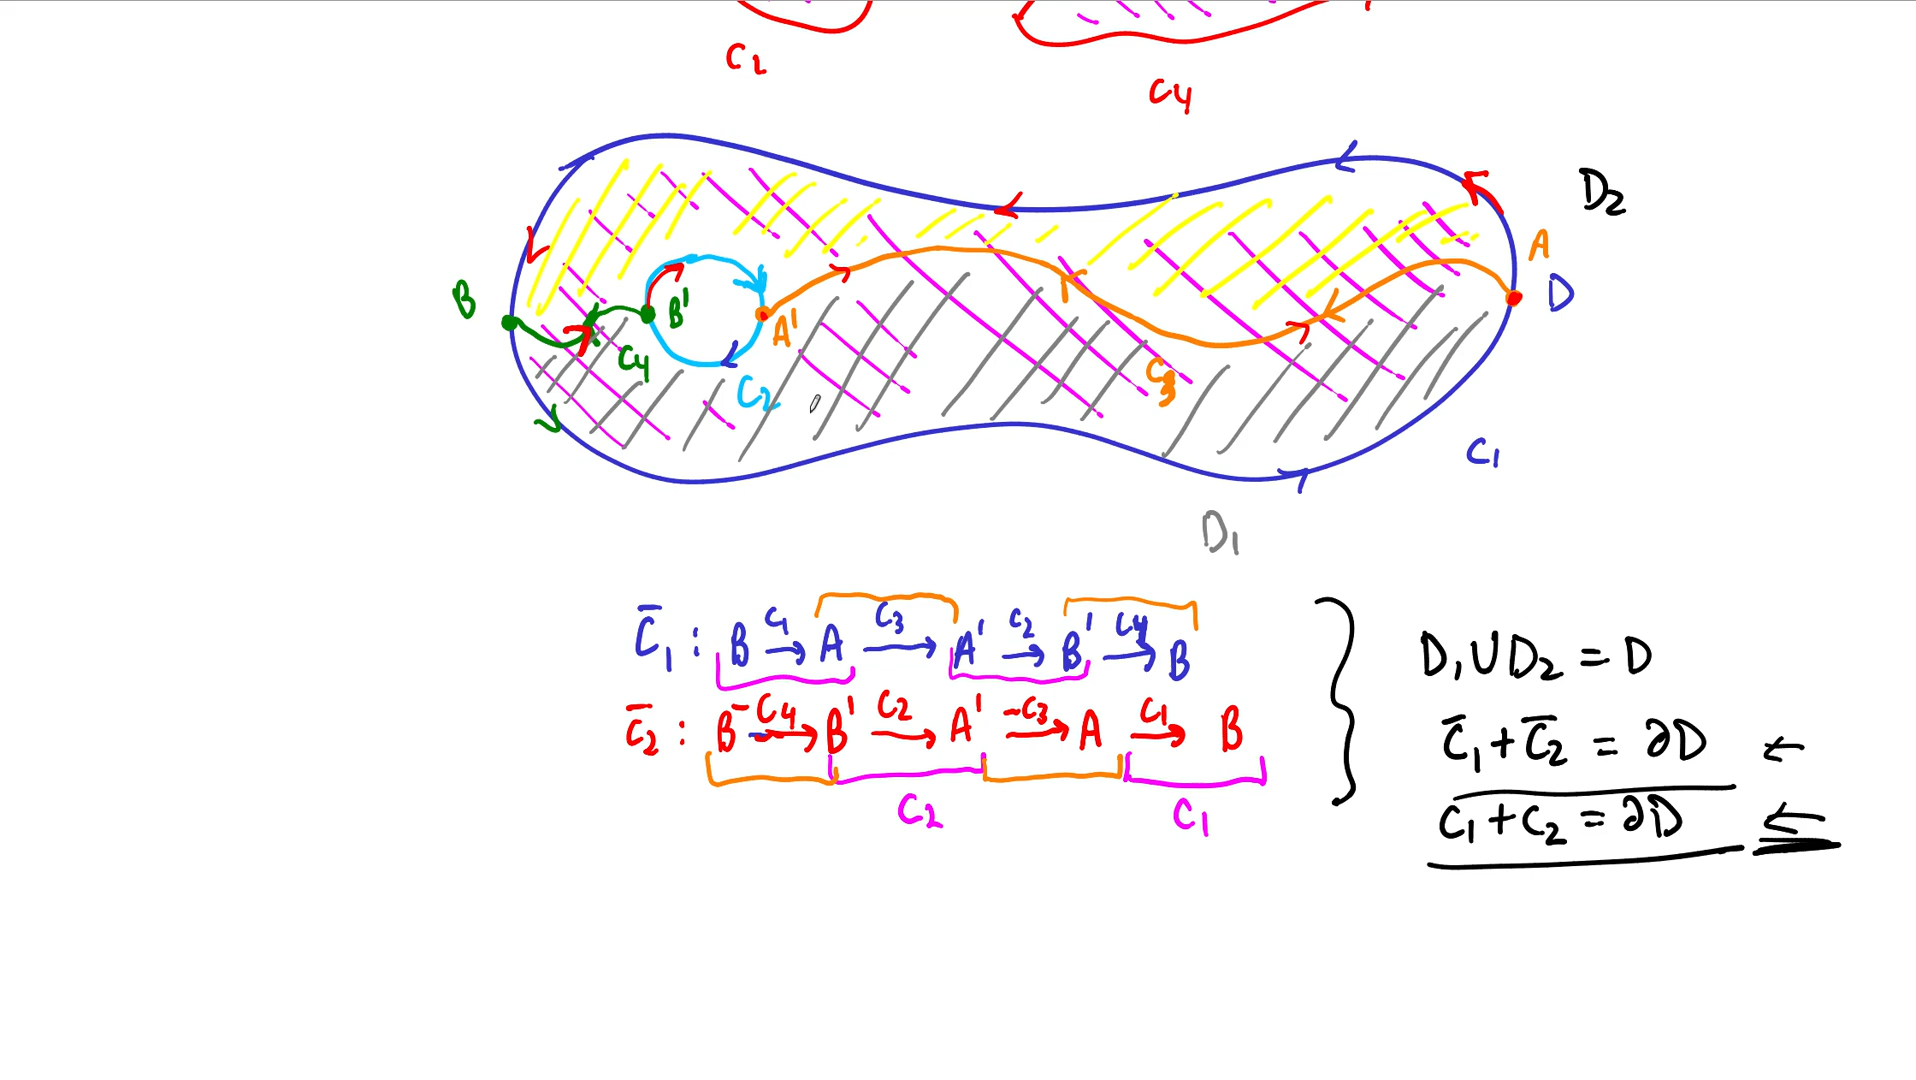 C₂
C₄
D₂
A
B
D
B'
A'
C₄
C₂
C₃
C₁
D₁
C̄₁ : B →(C₁) A →(C₃) A' →(C₂) B' →(C₄) B
D₁ ∪ D₂ = D
C̄₂ : B →(-C₄) B' →(C₂) A' →(-C₃) A →(C₁) B
C̄₁ + C̄₂ = ∂D ←
C₂ C₁
C₁ + C₂ = ∂D ←